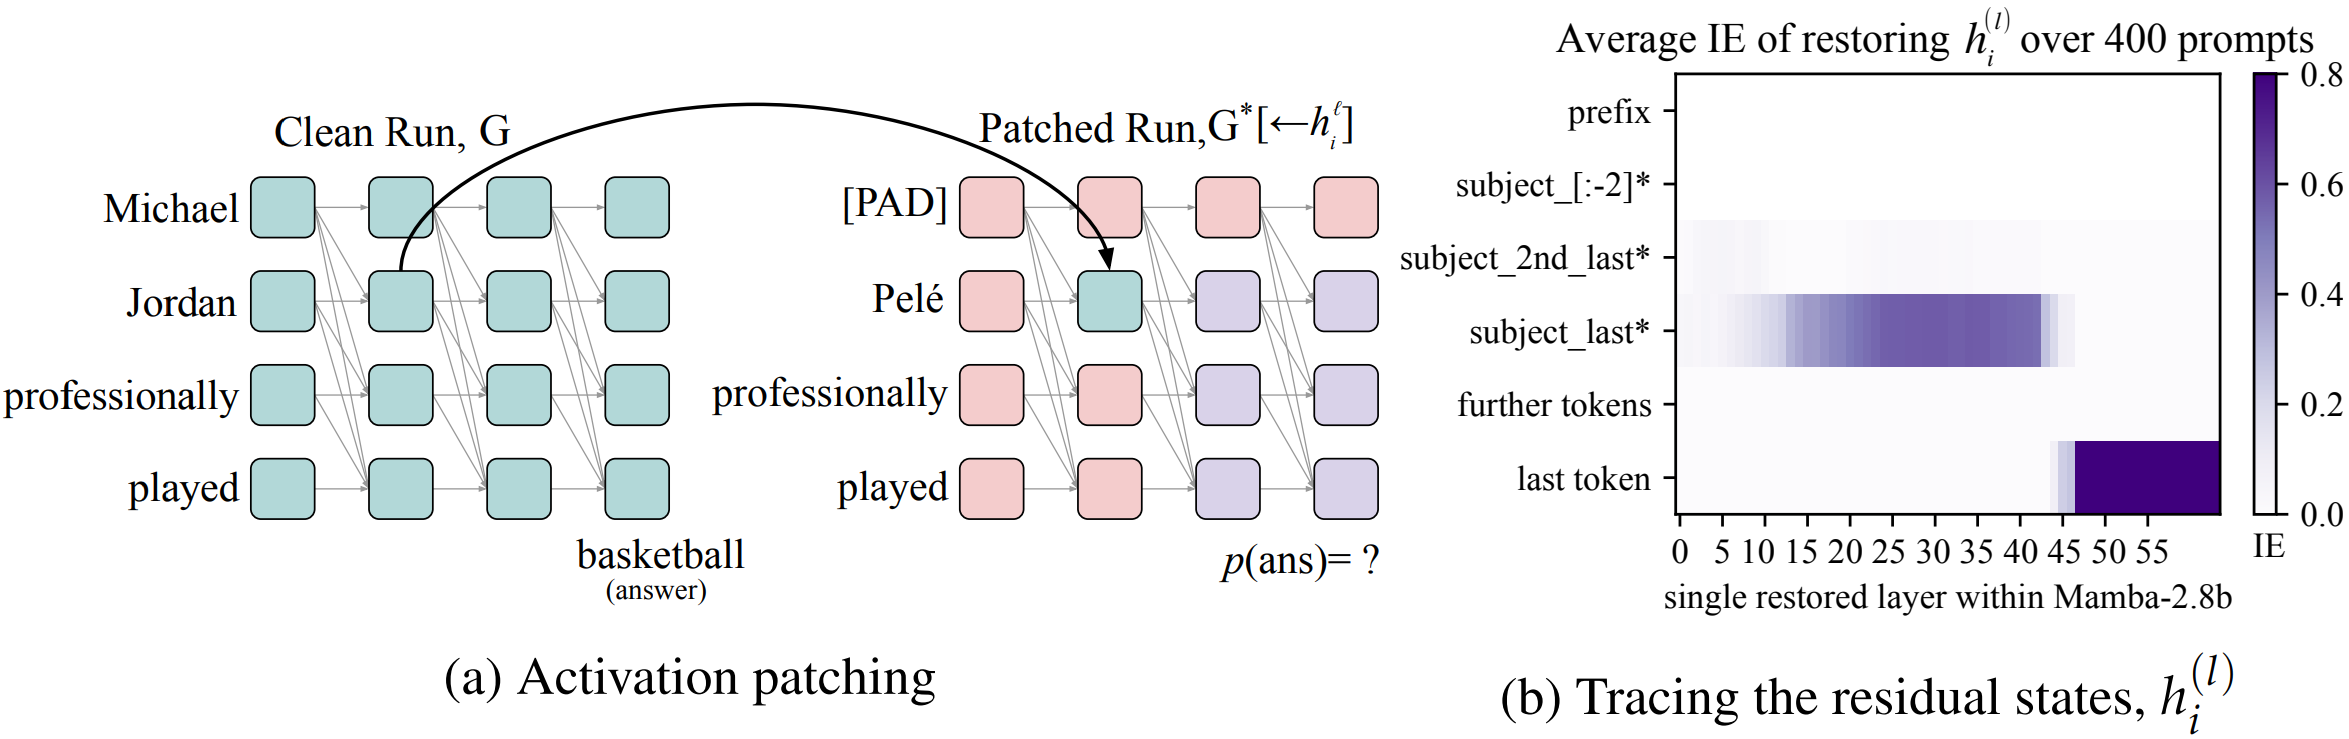 Clean Run, G
Michael
Jordan
professionally
played
basketball
(answer)
Patched Run,G*[←h_i^ℓ]
[PAD]
Pelé
professionally
played
p(ans)= ?
(a) Activation patching
Average IE of restoring h_i^(l) over 400 prompts
prefix
subject_[:-2]*
subject_2nd_last*
subject_last*
further tokens
last token
0 5 10 15 20 25 30 35 40 45 50 55
single restored layer within Mamba-2.8b
0.8
0.6
0.4
0.2
0.0
IE
(b) Tracing the residual states, h_i^(l)